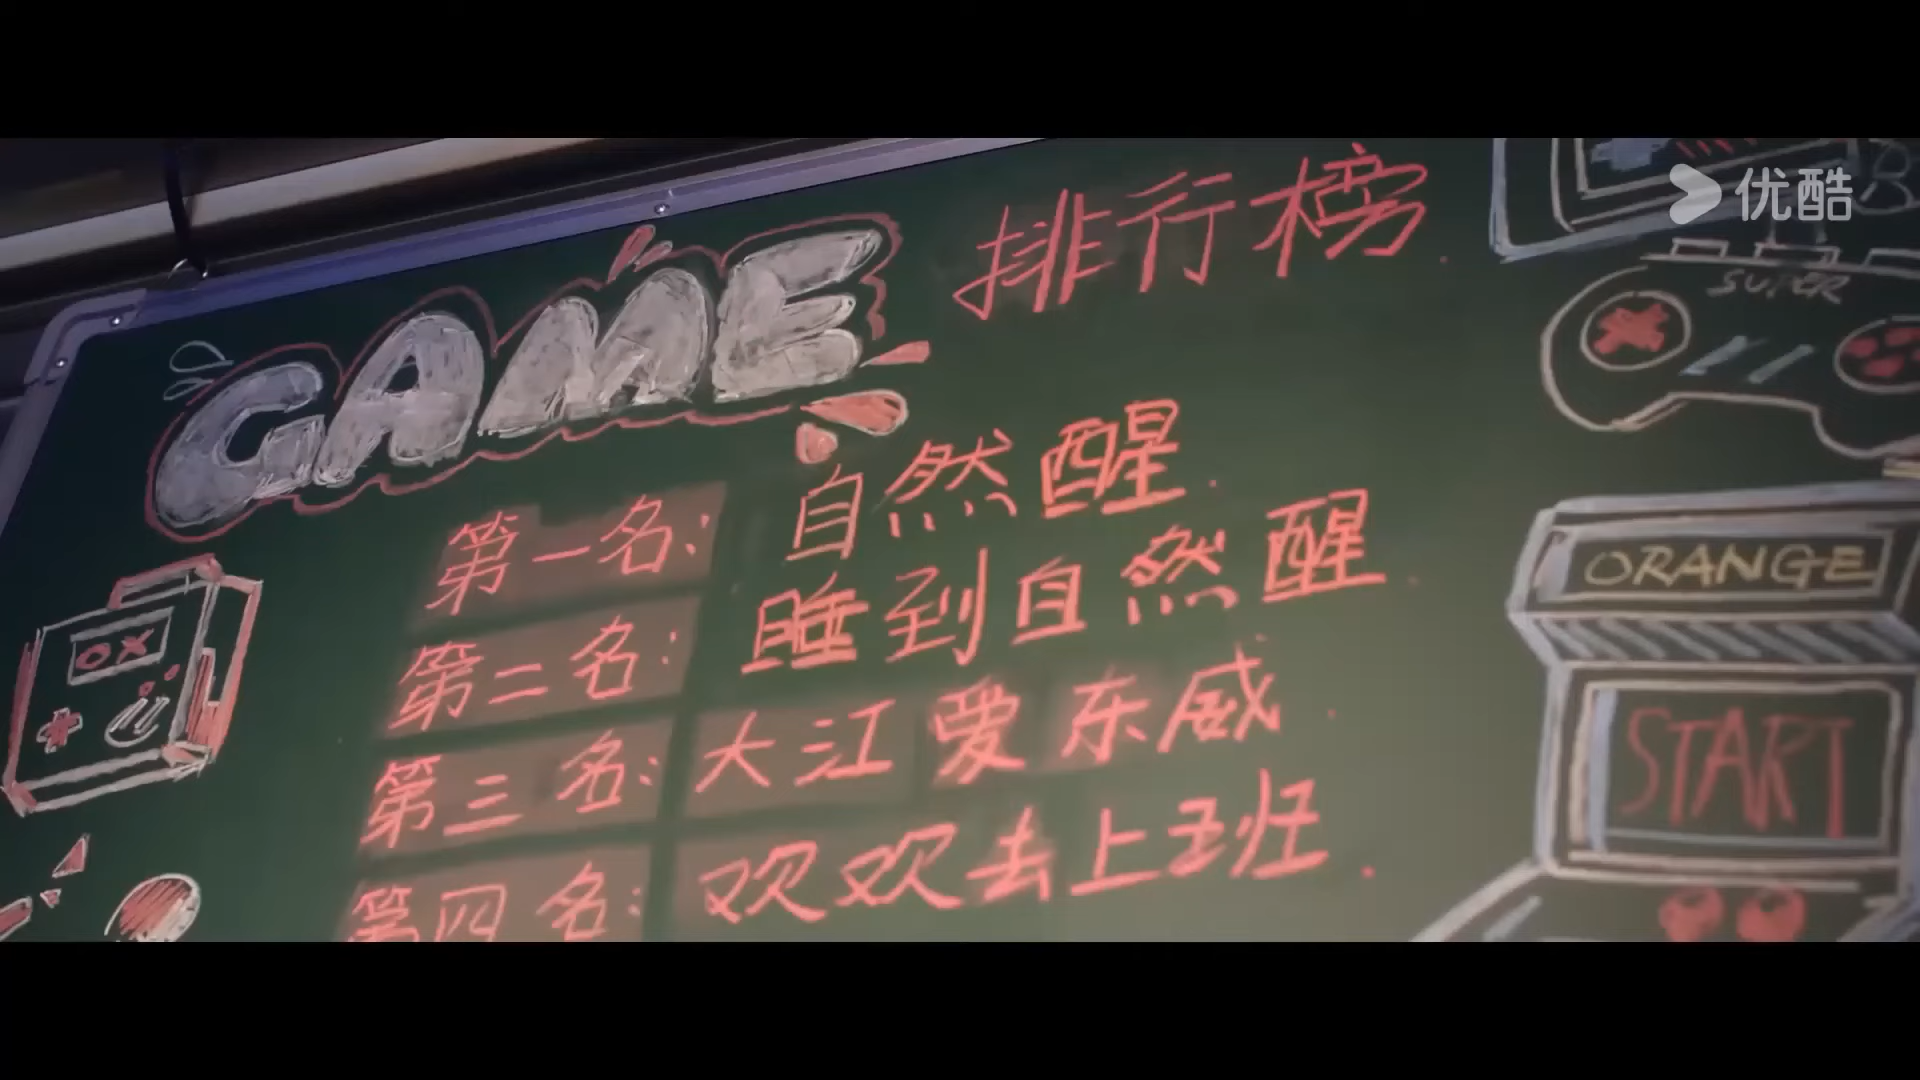 GAME 排行榜
第一名: 自然醒
第二名: 睡到自然醒
第三名: 大江爱东威
第四名: 欢欢去上班
OX
SUPER
ORANGE
START
优酷